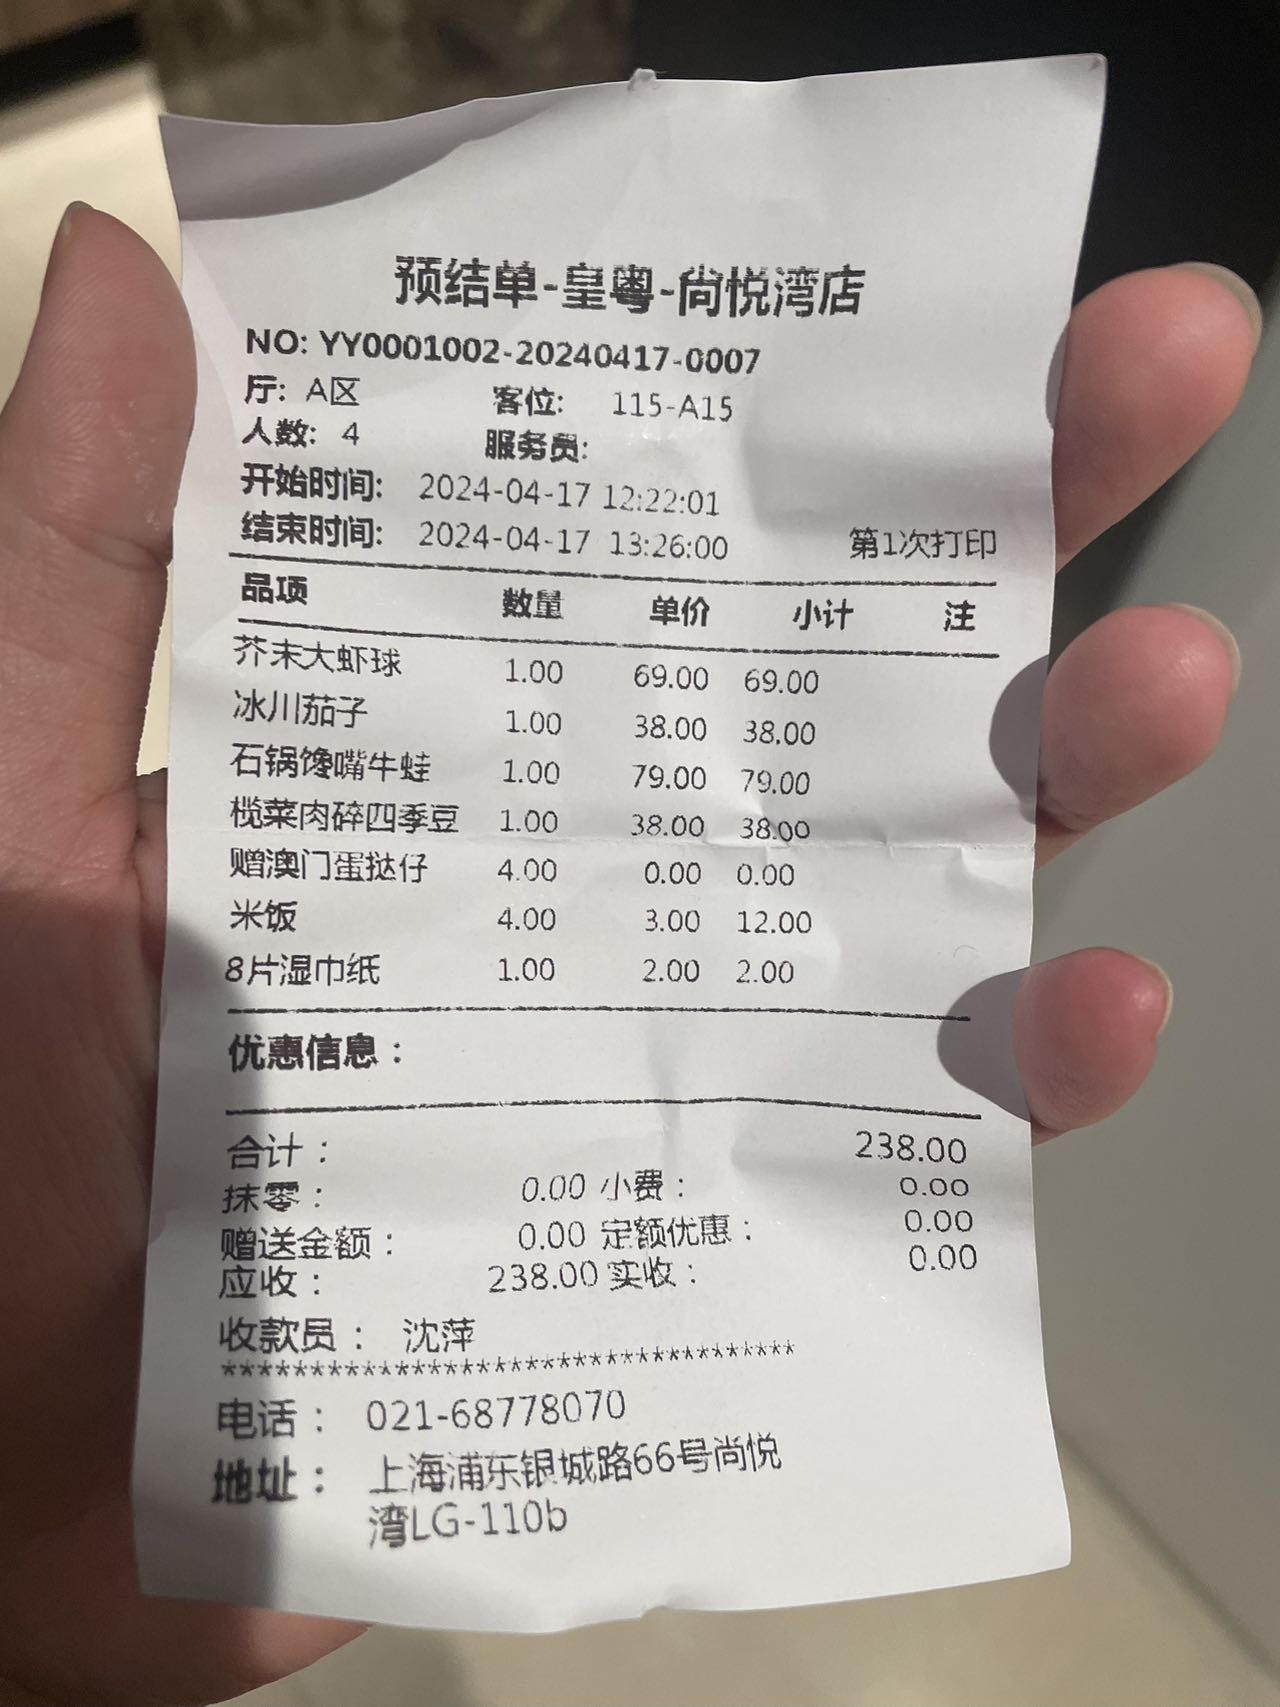 预结单-皇粤-尚悦湾店
NO: YY0001002-20240417-0007
厅: A区 客位: 115-A15
人数: 4 服务员:
开始时间: 2024-04-17 12:22:01
结束时间: 2024-04-17 13:26:00 第1次打印
品项 数量 单价 小计 注
芥末大虾球 1.00 69.00 69.00
冰川茄子 1.00 38.00 38.00
石锅馋嘴牛蛙 1.00 79.00 79.00
榄菜肉碎四季豆 1.00 38.00 38.00
赠澳门蛋挞仔 4.00 0.00 0.00
米饭 4.00 3.00 12.00
8片湿巾纸 1.00 2.00 2.00
优惠信息：
合计： 238.00
抹零： 0.00 小费： 0.00
赠送金额： 0.00 定额优惠： 0.00
应收： 238.00 实收： 0.00
收款员： 沈萍
************************************
电话： 021-68778070
地址： 上海浦东银城路66号尚悦
湾LG-110b